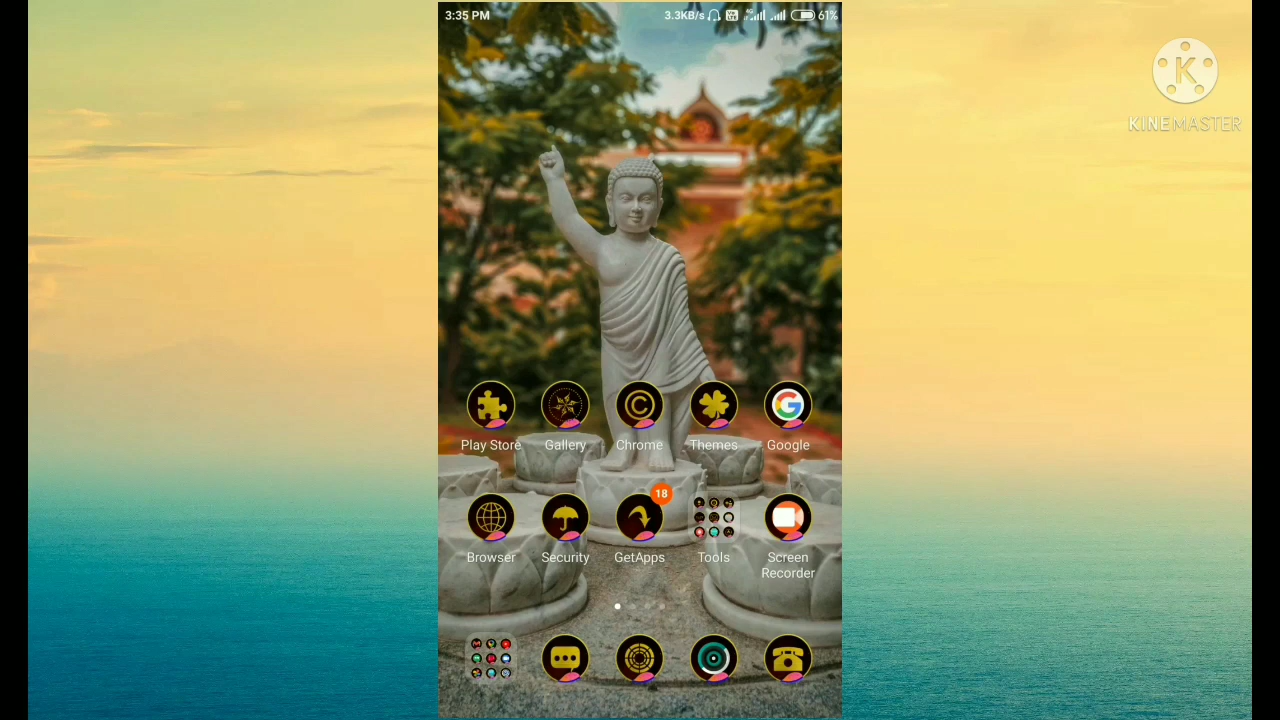 3:35 PM
3.3KB/s
4G
61%
K
KINEMASTER
Play Store
Gallery
Chrome
Themes
Google
18
Browser
Security
GetApps
Tools
Screen
Recorder